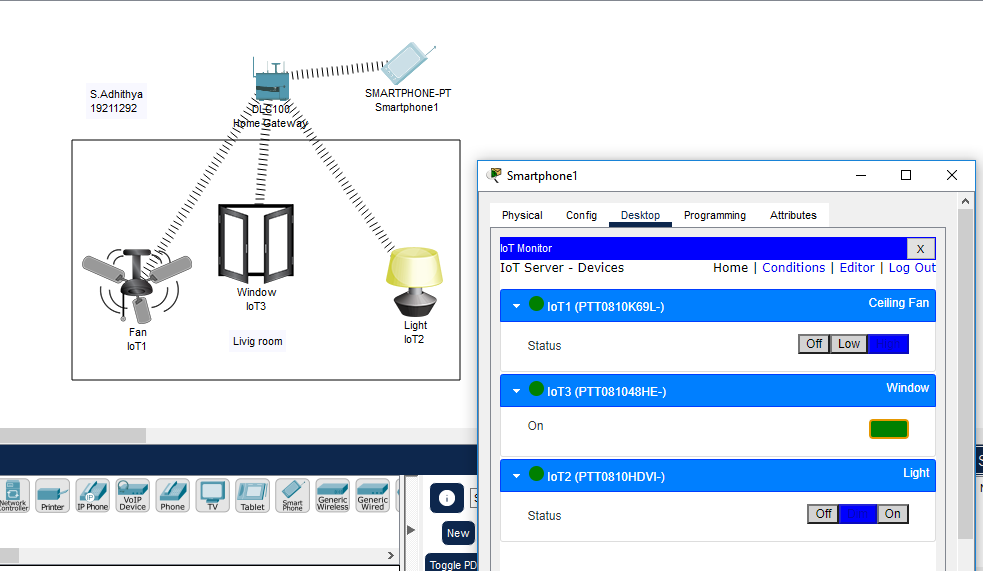 S.Adhithya
19211292
DLC100
Home Gateway
SMARTPHONE-PT
Smartphone1
Fan
IoT1
Window
IoT3
Light
IoT2
Livig room
Smartphone1
Physical Config Desktop Programming Attributes
IoT Monitor X
IoT Server - Devices Home | Conditions | Editor | Log Out
IoT1 (PTT0810K69L-) Ceiling Fan
Status Off Low
IoT3 (PTT081048HE-) Window
On
IoT2 (PTT0810HDVI-) Light
Status Off On
Network
Controller
Printer
IP Phone
VoIP
Device
Phone
TV
Tablet
Smart
Phone
Generic
Wireless
Generic
Wired
New
Toggle PD